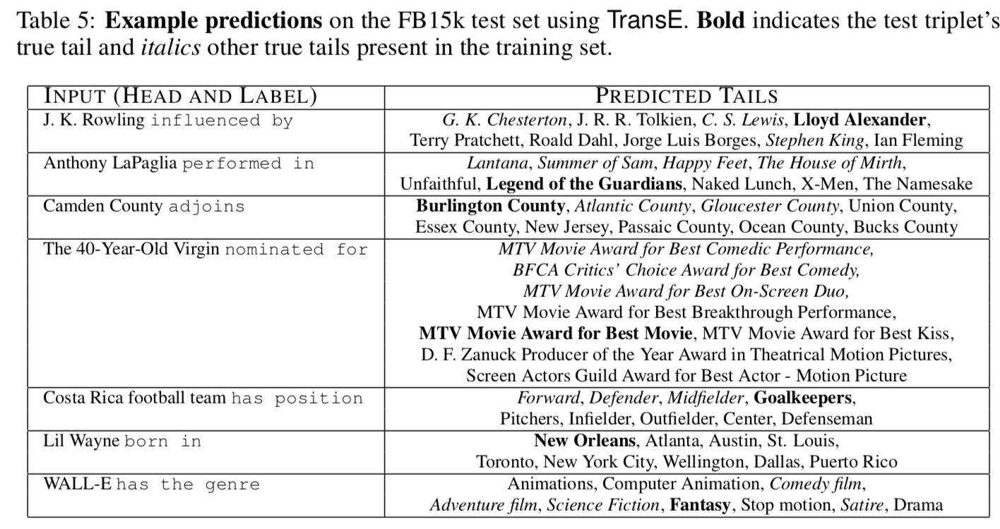 Table 5: Example predictions on the FB15k test set using TransE. Bold indicates the test triplet's
true tail and italics other true tails present in the training set.
INPUT (HEAD AND LABEL) PREDICTED TAILS
J. K. Rowling influenced by G. K. Chesterton, J. R. R. Tolkien, C. S. Lewis, Lloyd Alexander,
Terry Pratchett, Roald Dahl, Jorge Luis Borges, Stephen King, Ian Fleming
Anthony LaPaglia performed in Lantana, Summer of Sam, Happy Feet, The House of Mirth,
Unfaithful, Legend of the Guardians, Naked Lunch, X-Men, The Namesake
Camden County adjoins Burlington County, Atlantic County, Gloucester County, Union County,
Essex County, New Jersey, Passaic County, Ocean County, Bucks County
The 40-Year-Old Virgin nominated for MTV Movie Award for Best Comedic Performance,
BFCA Critics' Choice Award for Best Comedy,
MTV Movie Award for Best On-Screen Duo,
MTV Movie Award for Best Breakthrough Performance,
MTV Movie Award for Best Movie, MTV Movie Award for Best Kiss,
D. F. Zanuck Producer of the Year Award in Theatrical Motion Pictures,
Screen Actors Guild Award for Best Actor - Motion Picture
Costa Rica football team has position Forward, Defender, Midfielder, Goalkeepers,
Pitchers, Infielder, Outfielder, Center, Defenseman
Lil Wayne born in New Orleans, Atlanta, Austin, St. Louis,
Toronto, New York City, Wellington, Dallas, Puerto Rico
WALL-E has the genre Animations, Computer Animation, Comedy film,
Adventure film, Science Fiction, Fantasy, Stop motion, Satire, Drama